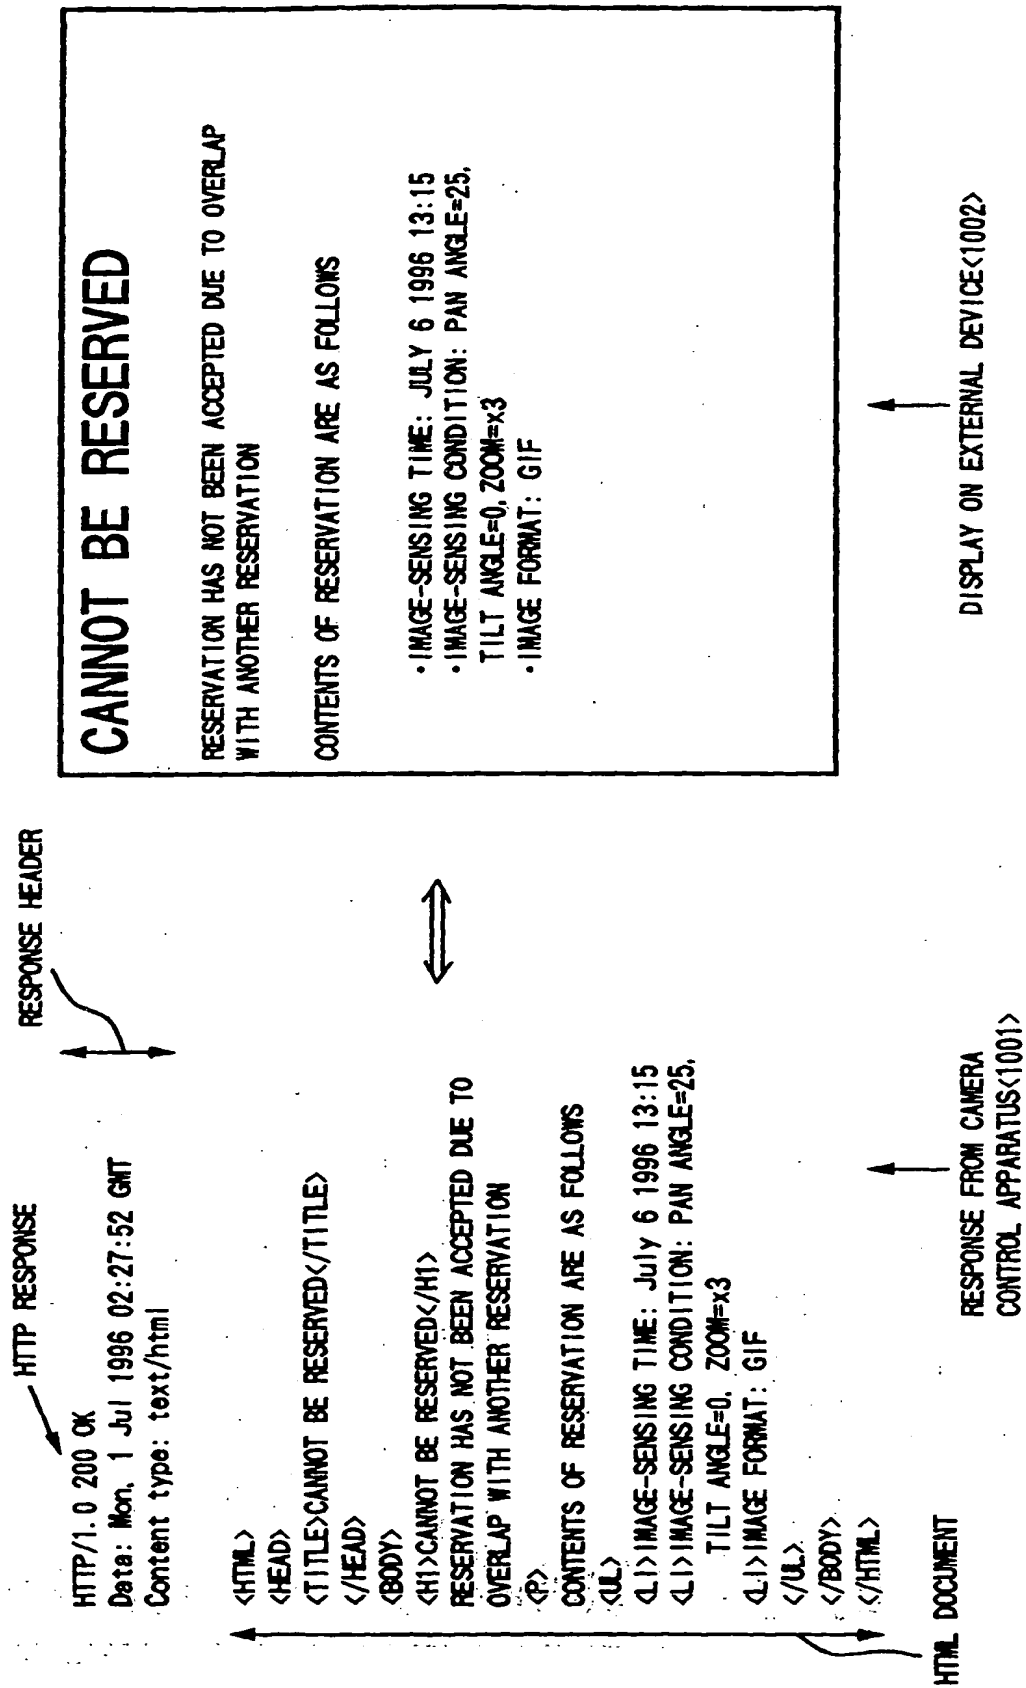 HTTP RESPONSE
RESPONSE HEADER
HTTP/1.0 200 OK
Data: Mon, 1 Jul 1996 02:27:52 GMT
Content type: text/html
<HTML>
<HEAD>
<TITLE>CANNOT BE RESERVED</TITLE>
</HEAD>
<BODY>
<H1>CANNOT BE RESERVED</H1>
RESERVATION HAS NOT BEEN ACCEPTED DUE TO
OVERLAP WITH ANOTHER RESERVATION
<P>
CONTENTS OF RESERVATION ARE AS FOLLOWS
<UL>
<LI>IMAGE-SENSING TIME: July 6 1996 13:15
<LI>IMAGE-SENSING CONDITION: PAN ANGLE=25,
TILT ANGLE=0, ZOOM=x3
<LI>IMAGE FORMAT: GIF
</UL>
</BODY>
</HTML>
HTML DOCUMENT
RESPONSE FROM CAMERA
CONTROL APPARATUS<1001>
CANNOT BE RESERVED
RESERVATION HAS NOT BEEN ACCEPTED DUE TO OVERLAP
WITH ANOTHER RESERVATION
CONTENTS OF RESERVATION ARE AS FOLLOWS
·IMAGE-SENSING TIME: JULY 6 1996 13:15
·IMAGE-SENSING CONDITION: PAN ANGLE=25,
TILT ANGLE=0, ZOOM=x3
·IMAGE FORMAT: GIF
DISPLAY ON EXTERNAL DEVICE<1002>